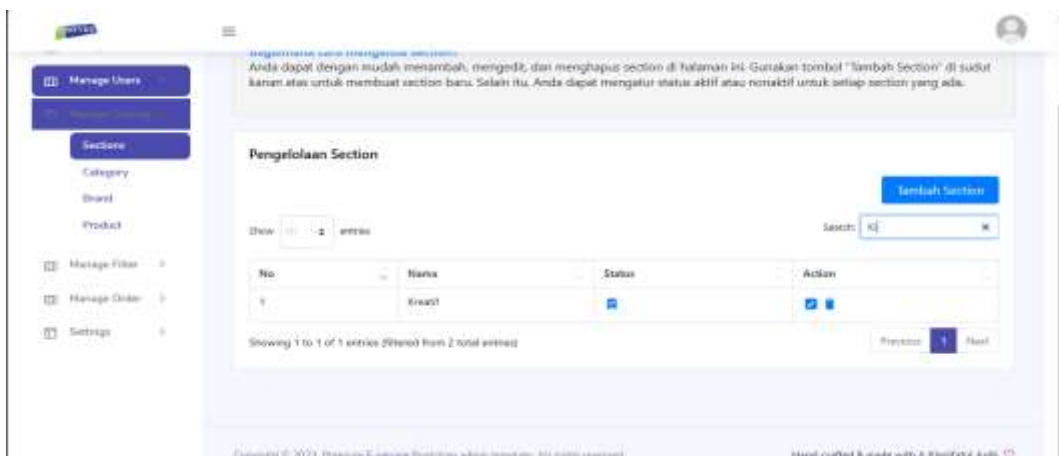 Bagaimana cara mengelola section?
Manage Users
Anda dapat dengan mudah menambah, mengedit, dan menghapus section di halaman ini. Gunakan tombol "Tambah Section" di sudut
kanan atas untuk membuat section baru. Selain itu, Anda dapat mengatur status aktif atau nonaktif untuk setiap section yang ada.
Sections
Category
Brand
Product
Manage Filter
Manage Order
Settings
Pengelolaan Section
Tambah Section
Show entries
Search:
No Nama Status Action
1 Kreatif
Showing 1 to 1 of 1 entries (filtered from 2 total entries)
Previous 1 Next